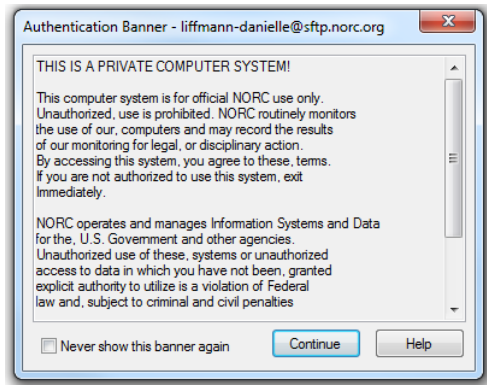 Authentication Banner - liffmann-danielle@sftp.norc.org
THIS IS A PRIVATE COMPUTER SYSTEM!
This computer system is for official NORC use only.
Unauthorized, use is prohibited. NORC routinely monitors
the use of our, computers and may record the results
of our monitoring for legal, or disciplinary action.
By accessing this system, you agree to these, terms.
If you are not authorized to use this system, exit
Immediately.
NORC operates and manages Information Systems and Data
for the, U.S. Government and other agencies.
Unauthorized use of these, systems or unauthorized
access to data in which you have not been, granted
explicit authority to utilize is a violation of Federal
law and, subject to criminal and civil penalties
Never show this banner again
Continue
Help